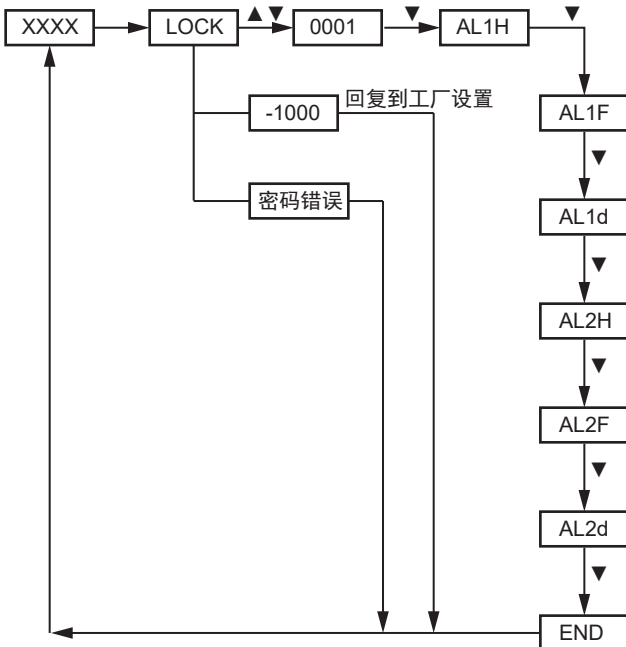 XXXX
LOCK
▲ ▼
0001
▼
AL1H
▼
-1000
回复到工厂设置
AL1F
▼
密码错误
AL1d
▼
AL2H
▼
AL2F
▼
AL2d
▼
END